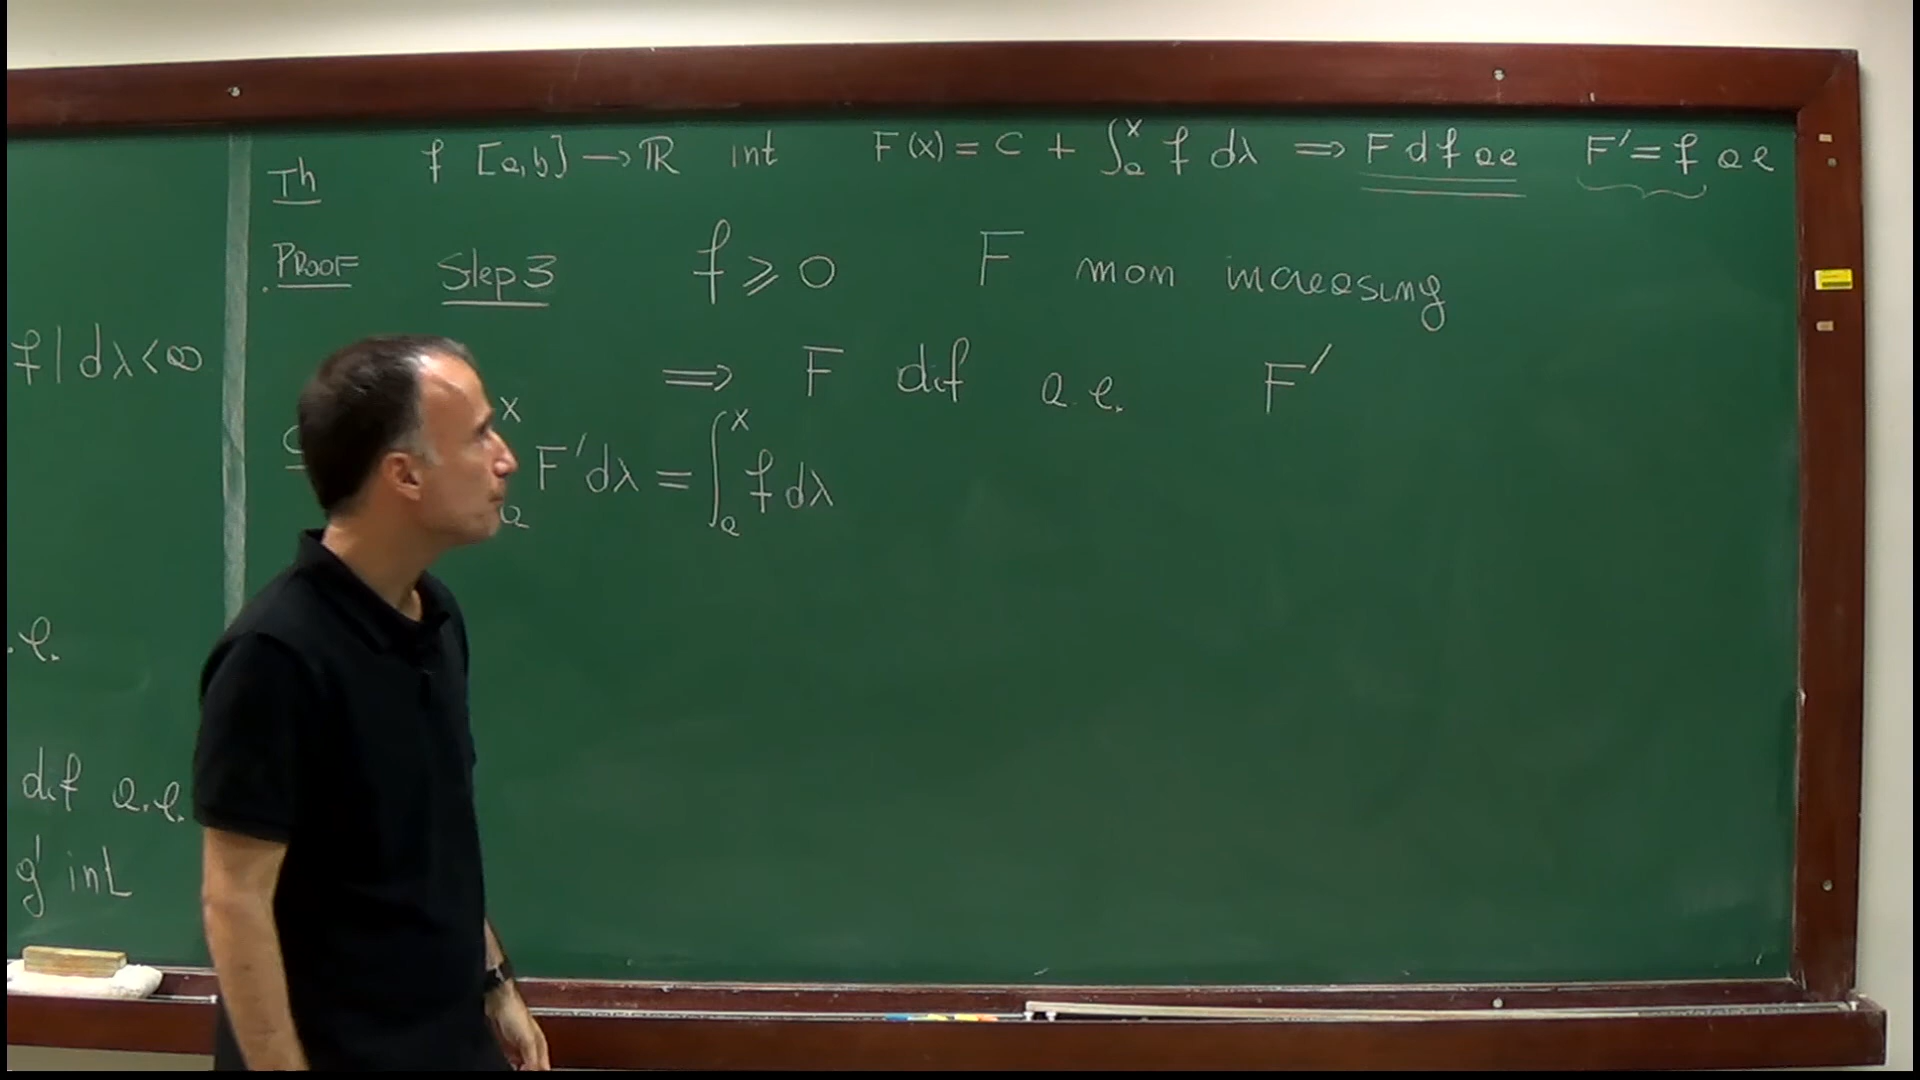 f| dλ<∞
.e.
dif a.e.
g' int
Th f [a,b] → ℝ int F(x) = C + ∫ₐˣ f dλ ⟹ F d f ae F' = f ae
PROOF Step 3 f ⩾ 0 F mon increasing
⟹ F dif a.e. F'
x
a F'dλ = ∫ₐˣ f dλ